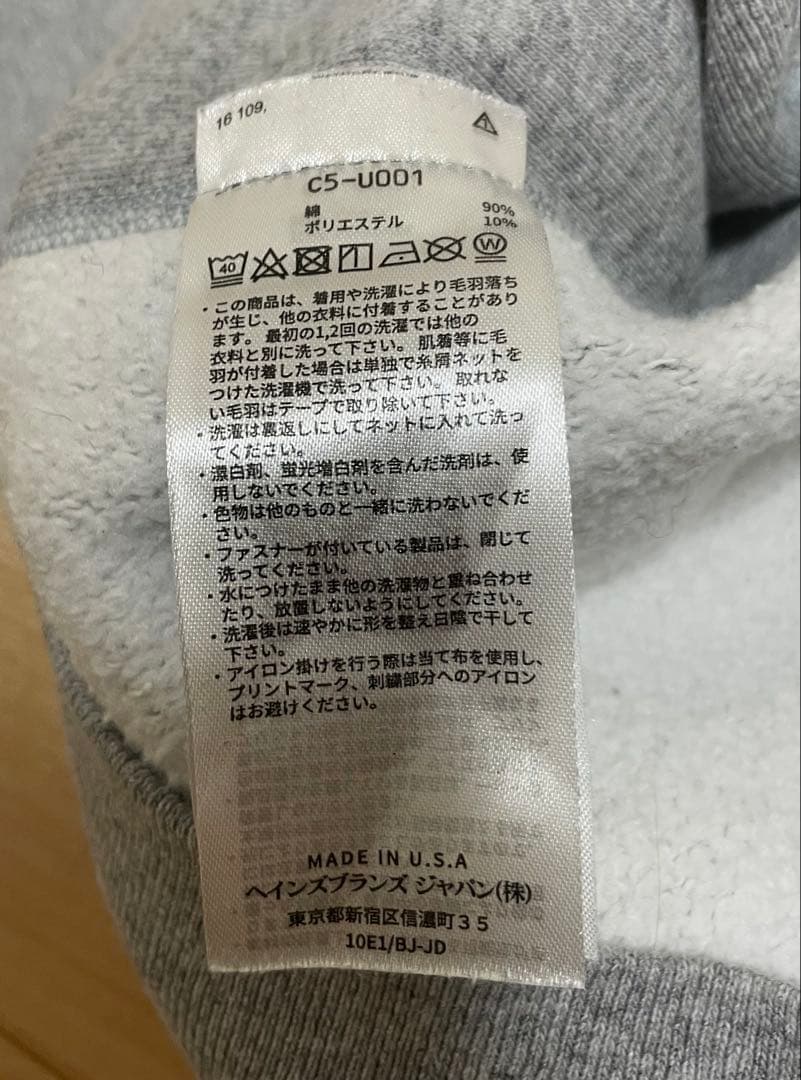 16 109,
C5-U001
綿 90%
ポリエステル 10%
40 W
・この商品は、着用や洗濯により毛羽落ち
が生じ、他の衣料に付着することがあり
ます。最初の1,2回の洗濯では他の
衣料と別に洗って下さい。肌着等に毛
羽が付着した場合は単独で糸屑ネットを
つけた洗濯機で洗って下さい。取れな
い毛羽はテープで取り除いて下さい。
・洗濯は裏返しにしてネットに入れて洗っ
てください。
・漂白剤、蛍光増白剤を含んだ洗剤は、使
用しないでください。
・色物は他のものと一緒に洗わないでくだ
さい。
・ファスナーが付いている製品は、閉じて
洗ってください。
・水につけたまま他の洗濯物と重ね合わせ
たり、放置しないようにしてください。
・洗濯後は速やかに形を整え日陰で干して
下さい。
・アイロン掛けを行う際は当て布を使用し、
プリントマーク、刺繍部分へのアイロン
はお避けください。
MADE IN U.S.A
ヘインズブランズ ジャパン(株)
東京都新宿区信濃町35
10E1/BJ-JD